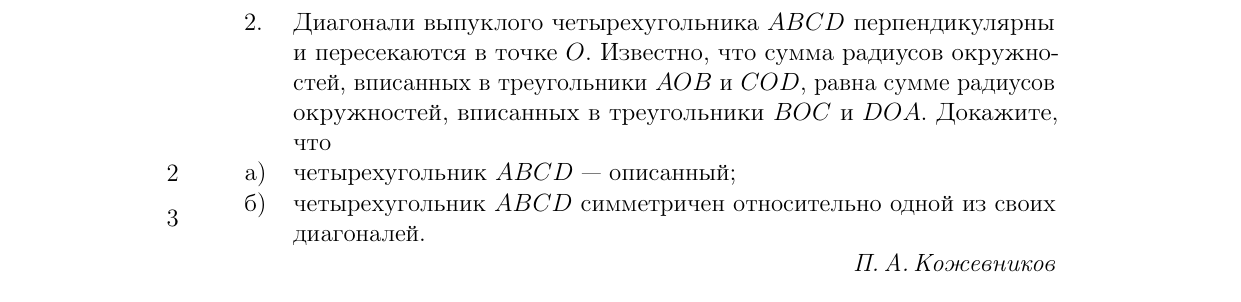 2. Диагонали выпуклого четырехугольника ABCD перпендикулярны
и пересекаются в точке O. Известно, что сумма радиусов окружно-
стей, вписанных в треугольники AOB и COD, равна сумме радиусов
окружностей, вписанных в треугольники BOC и DOA. Докажите,
что
2 а) четырехугольник ABCD — описанный;
б) четырехугольник ABCD симметричен относительно одной из своих
3
диагоналей.
П. А. Кожевников